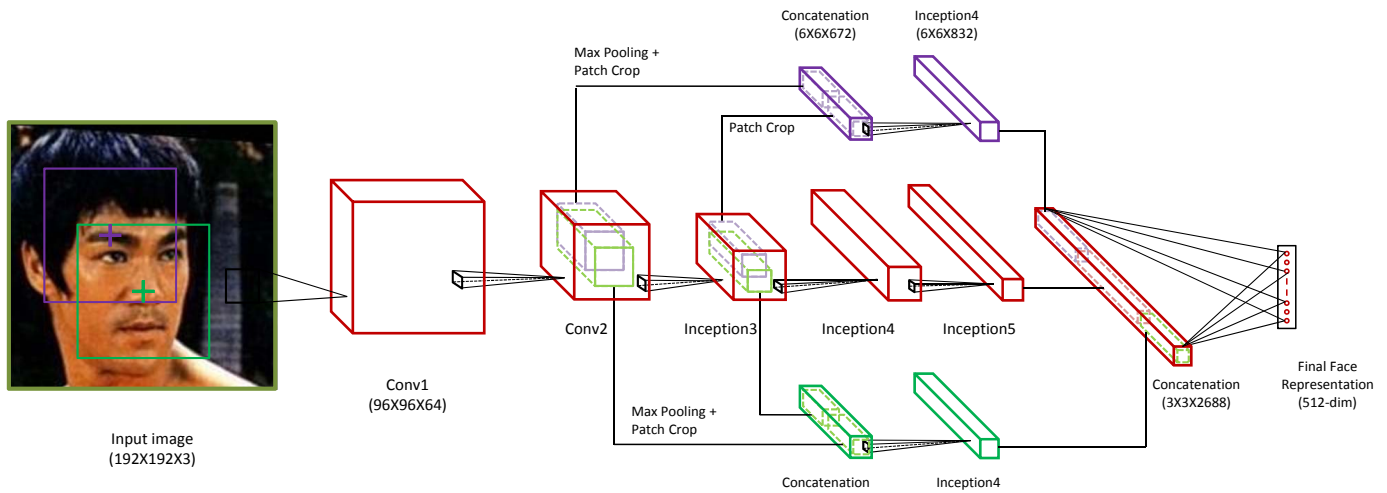 Concatenation
(6X6X672)
Inception4
(6X6X832)
Max Pooling +
Patch Crop
Patch Crop
Conv2
Inception3
Inception4
Inception5
Conv1
(96X96X64)
Input image
(192X192X3)
Max Pooling +
Patch Crop
Concatenation
Inception4
Concatenation
(3X3X2688)
Final Face
Representation
(512-dim)